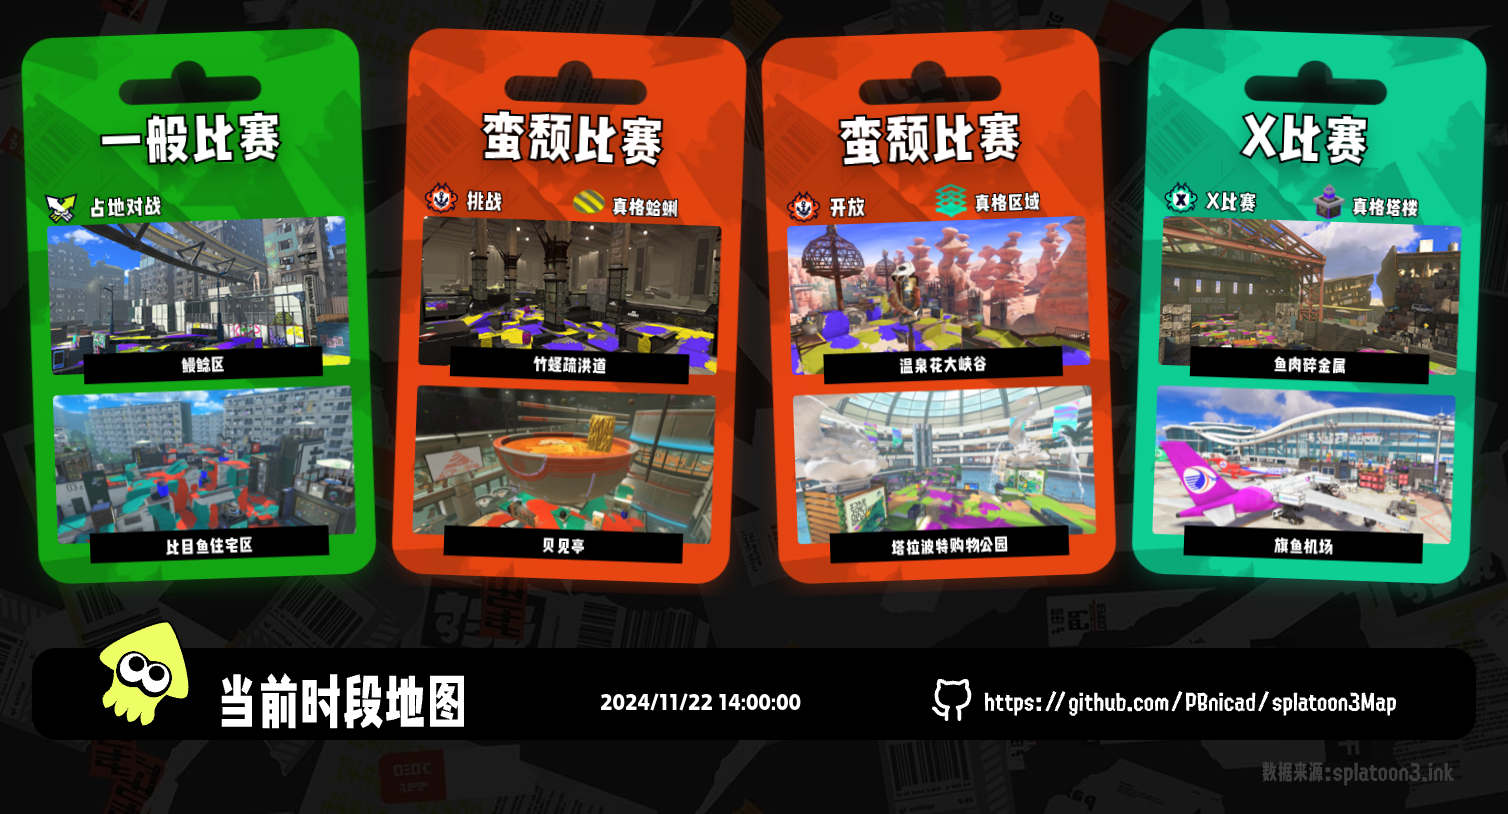 一般比赛
占地对战
鳗鲶区
比目鱼住宅区
蛮颓比赛
挑战
真格蛤蜊
竹蛏疏洪道
贝见亭
蛮颓比赛
开放
真格区域
温泉花大峡谷
塔拉波特购物公园
X比赛
X比赛
真格塔楼
鱼肉碎金属
旗鱼机场
当前时段地图
2024/11/22 14:00:00
https://github.com/PBnicad/splatoon3Map
数据来源:splatoon3.ink